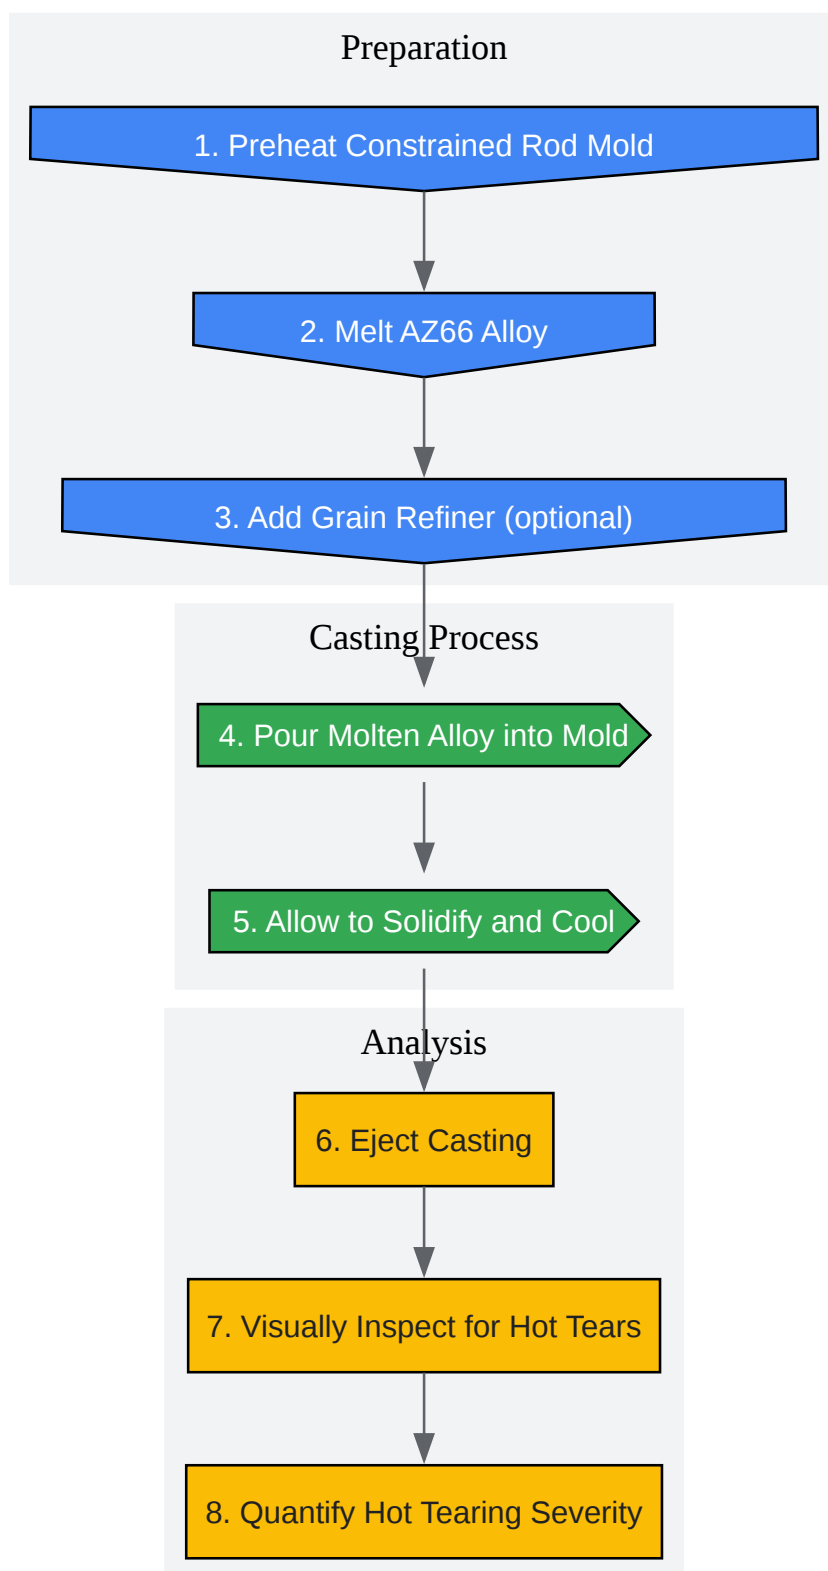 Preparation
1. Preheat Constrained Rod Mold
2. Melt AZ66 Alloy
3. Add Grain Refiner (optional)
Casting Process
4. Pour Molten Alloy into Mold
5. Allow to Solidify and Cool
Analysis
6. Eject Casting
7. Visually Inspect for Hot Tears
8. Quantify Hot Tearing Severity